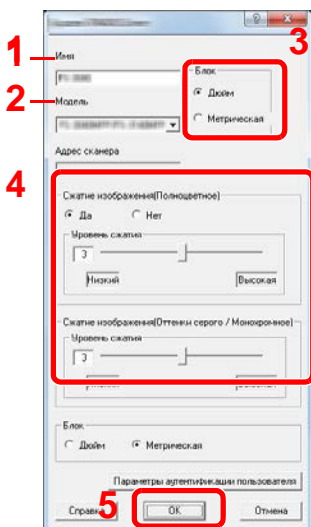 1
Имя
3
Блок
Дюйм
Метрическая
2
Модель
Адрес сканера
4
Сжатие изображения(Полноцветное)
Да Нет
Уровень сжатия
3
Низкий Высокая
Сжатие изображения(Оттенки серого / Монохромное)
Уровень сжатия
3
Блок
Дюйм Метрическая
Параметры аутентификации пользователя
5
Справка OK Отмена